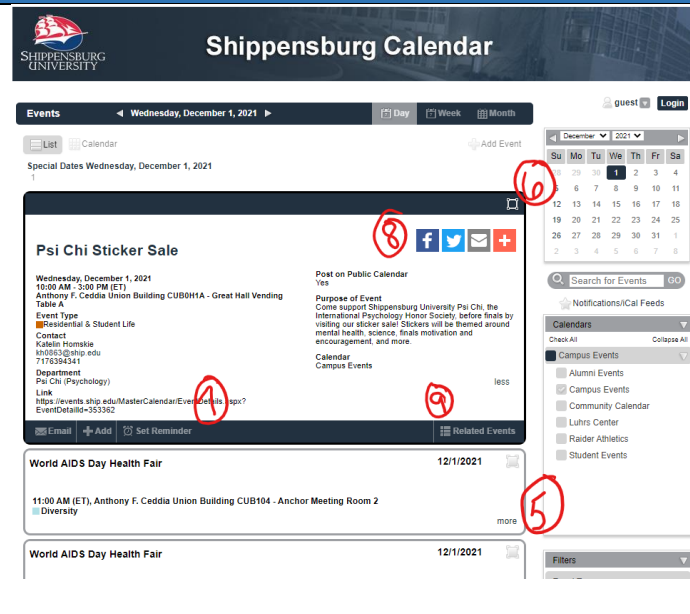 SHIPPENSBURG
UNIVERSITY
Shippensburg Calendar
guest Login
Events Wednesday, December 1, 2021 Day Week Month
List Calendar Add Event
Special Dates Wednesday, December 1, 2021
1
December 2021
Su Mo Tu We Th Fr Sa
28 29 30 1 2 3 4
5 6 7 8 9 10 11
12 13 14 15 16 17 18
19 20 21 22 23 24 25
26 27 28 29 30 31 1
2 3 4 5 6 7 8
6
8
Psi Chi Sticker Sale
Wednesday, December 1, 2021
10:00 AM - 3:00 PM (ET)
Anthony F. Ceddia Union Building CUB0H1A - Great Hall Vending
Table A
Event Type
Residential & Student Life
Contact
Katelin Homskie
kh0863@ship.edu
7176394341
Department
Psi Chi (Psychology)
Link
https://events.ship.edu/MasterCalendar/EventDetails.aspx?
EventDetailId=353362
Post on Public Calendar
Yes
Purpose of Event
Come support Shippensburg University Psi Chi, the
International Psychology Honor Society, before finals by
visiting our sticker sale! Stickers will be themed around
mental health, science, finals motivation and
encouragement, and more.
Calendar
Campus Events
less
9
Email Add Set Reminder Related Events
World AIDS Day Health Fair 12/1/2021
11:00 AM (ET), Anthony F. Ceddia Union Building CUB104 - Anchor Meeting Room 2
Diversity
more
5
World AIDS Day Health Fair 12/1/2021
Search for Events GO
Notifications/iCal Feeds
Calendars
Check All Collapse All
Campus Events
Alumni Events
Campus Events
Community Calendar
Luhrs Center
Raider Athletics
Student Events
Filters